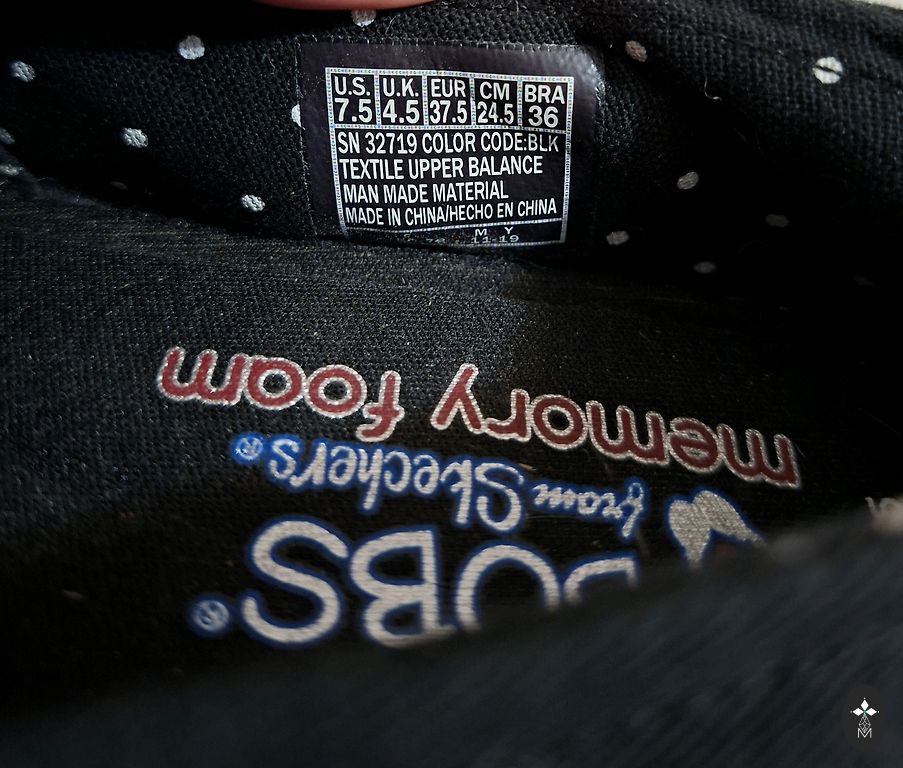 U.S. U.K. EUR CM BRA
7.5 4.5 37.5 24.5 36
SN 32719 COLOR CODE:BLK
TEXTILE UPPER BALANCE
MAN MADE MATERIAL
MADE IN CHINA/HECHO EN CHINA
M Y
11-19
memory foam
from Skechers®
BOBS®
M